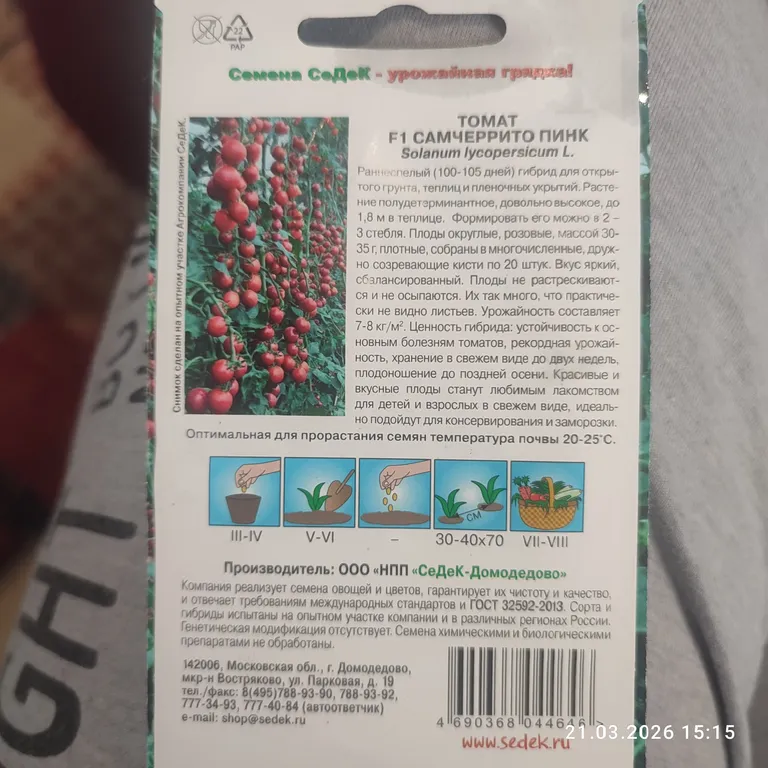 22
PAP
Семена СеДеК - урожайная грядка!
Снимок сделан на опытном участке Агрокомпании СеДеК.
ТОМАТ
F1 САМЧЕРРИТО ПИНК
Solanum lycopersicum L.
Раннеспелый (100-105 дней) гибрид для откры-
того грунта, теплиц и пленочных укрытий. Расте-
ние полудетерминантное, довольно высокое, до
1,8 м в теплице. Формировать его можно в 2 –
3 стебля. Плоды округлые, розовые, массой 30-
35 г, плотные, собраны в многочисленные, друж-
но созревающие кисти по 20 штук. Вкус яркий,
сбалансированный. Плоды не растрескивают-
ся и не осыпаются. Их так много, что практиче-
ски не видно листьев. Урожайность составляет
7-8 кг/м². Ценность гибрида: устойчивость к ос-
новным болезням томатов, рекордная урожай-
ность, хранение в свежем виде до двух недель,
плодоношение до поздней осени. Красивые и
вкусные плоды станут любимым лакомством
для детей и взрослых в свежем виде, идеаль-
но подойдут для консервирования и заморозки.
Оптимальная для прорастания семян температура почвы 20-25°С.
СМ
III-IV V-VI – 30-40x70 VII-VIII
Производитель: ООО «НПП «СеДеК-Домодедово»
Компания реализует семена овощей и цветов, гарантирует их чистоту и качество,
и отвечает требованиям международных стандартов и ГОСТ 32592-2013. Сорта и
гибриды испытаны на опытном участке компании и в различных регионах России.
Генетическая модификация отсутствует. Семена химическими и биологическими
препаратами не обработаны.
142006, Московская обл., г. Домодедово,
мкр-н Востряково, ул. Парковая, д. 19
тел./факс: 8(495)788-93-90, 788-93-92,
777-34-93, 777-40-84 (автоответчик)
e-mail: shop@sedek.ru
4 690368 044646 >
www.sedek.ru
21.03.2026 15:15
GHT